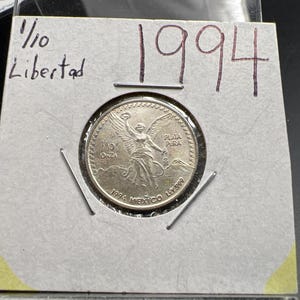 1/10 1994
Libertad
1/10 PLATA
ONZA PURA
1994 MEXICO LEY .999